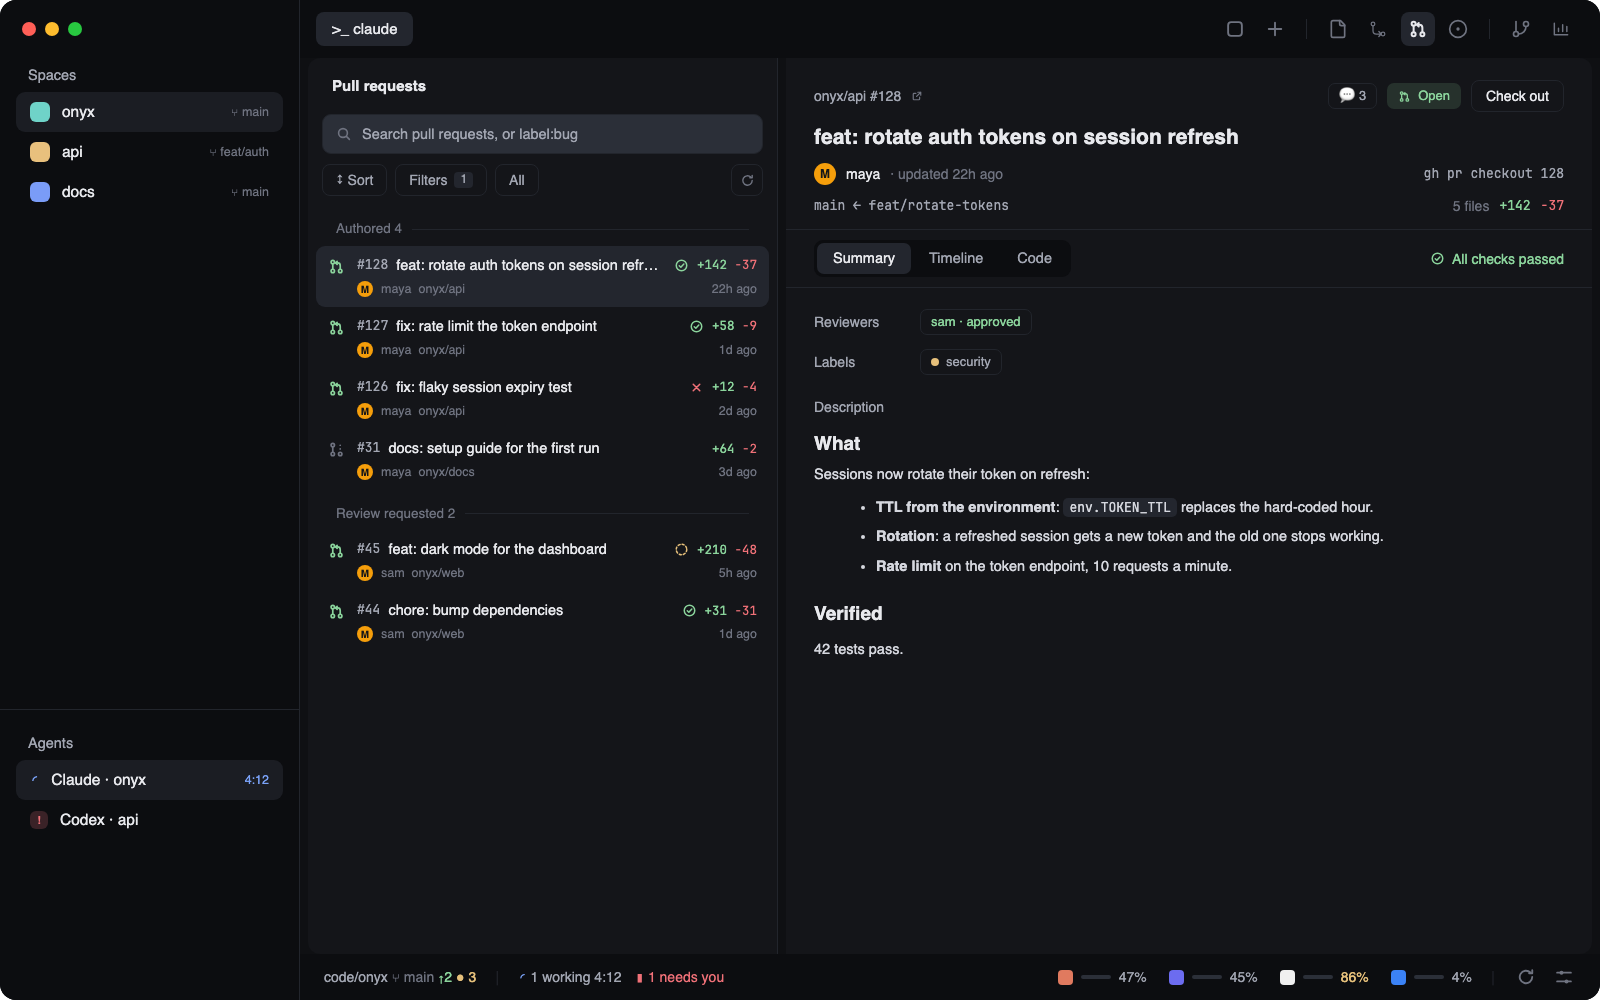 >_ claude
Spaces
onyx main
api feat/auth
docs main
Agents
Claude · onyx 4:12
! Codex · api
Pull requests
Search pull requests, or label:bug
Sort Filters 1 All
Authored 4
#128 feat: rotate auth tokens on session refr… +142 -37
M maya onyx/api 22h ago
#127 fix: rate limit the token endpoint +58 -9
M maya onyx/api 1d ago
#126 fix: flaky session expiry test +12 -4
M maya onyx/api 2d ago
#31 docs: setup guide for the first run +64 -2
M maya onyx/docs 3d ago
Review requested 2
#45 feat: dark mode for the dashboard +210 -48
M sam onyx/web 5h ago
#44 chore: bump dependencies +31 -31
M sam onyx/web 1d ago
onyx/api #128 3 Open Check out
feat: rotate auth tokens on session refresh
M maya · updated 22h ago gh pr checkout 128
main ← feat/rotate-tokens 5 files +142 -37
Summary Timeline Code All checks passed
Reviewers sam · approved
Labels security
Description
What
Sessions now rotate their token on refresh:
• TTL from the environment: env.TOKEN_TTL replaces the hard-coded hour.
• Rotation: a refreshed session gets a new token and the old one stops working.
• Rate limit on the token endpoint, 10 requests a minute.
Verified
42 tests pass.
code/onyx main ↑2 ● 3 1 working 4:12 1 needs you 47% 45% 86% 4%